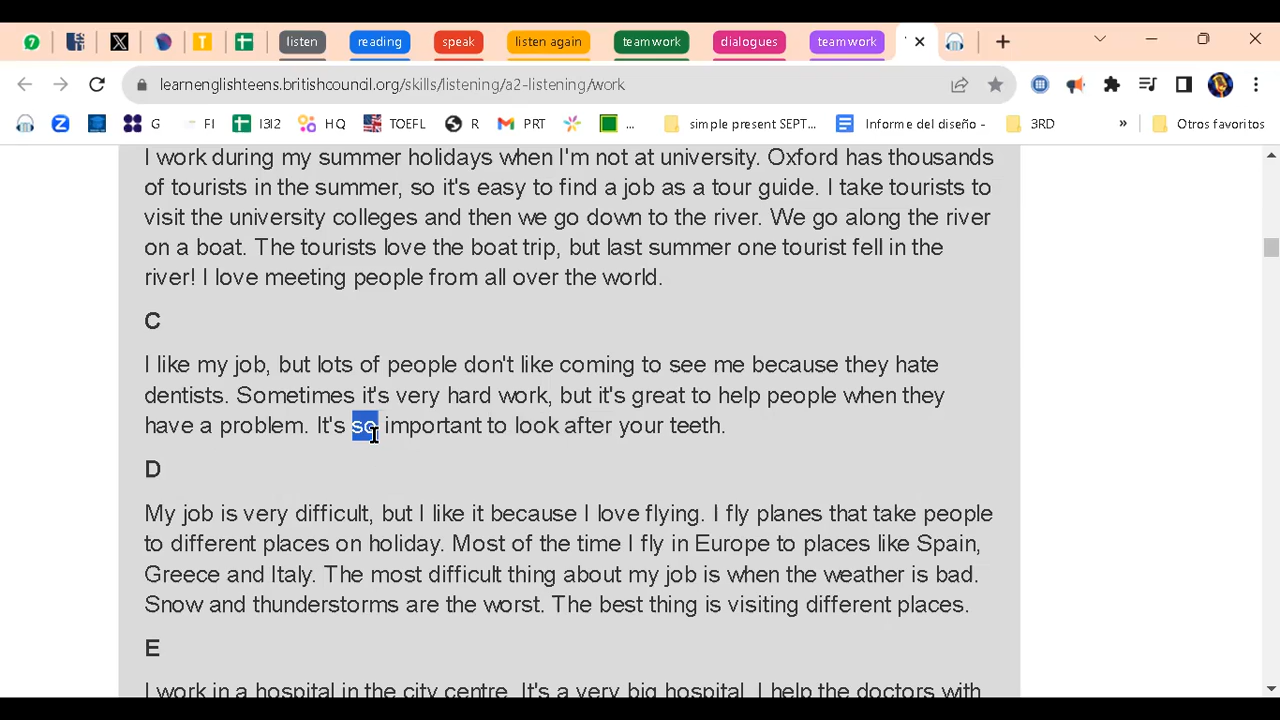 listen
reading
speak
listen again
teamwork
dialogues
teamwork
learnenglishteens.britishcouncil.org/skills/listening/a2-listening/work
G
FI
I3I2
HQ
TOEFL
R
PRT
...
simple present SEPT...
Informe del diseño -
3RD
»
Otros favoritos
I work during my summer holidays when I'm not at university. Oxford has thousands
of tourists in the summer, so it's easy to find a job as a tour guide. I take tourists to
visit the university colleges and then we go down to the river. We go along the river
on a boat. The tourists love the boat trip, but last summer one tourist fell in the
river! I love meeting people from all over the world.
C
I like my job, but lots of people don't like coming to see me because they hate
dentists. Sometimes it's very hard work, but it's great to help people when they
have a problem. It's so important to look after your teeth.
D
My job is very difficult, but I like it because I love flying. I fly planes that take people
to different places on holiday. Most of the time I fly in Europe to places like Spain,
Greece and Italy. The most difficult thing about my job is when the weather is bad.
Snow and thunderstorms are the worst. The best thing is visiting different places.
E
I work in a hospital in the city centre. It's a very big hospital. I help the doctors with